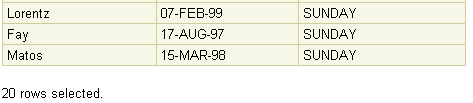 Lorentz 07-FEB-99 SUNDAY
Fay 17-AUG-97 SUNDAY
Matos 15-MAR-98 SUNDAY
20 rows selected.